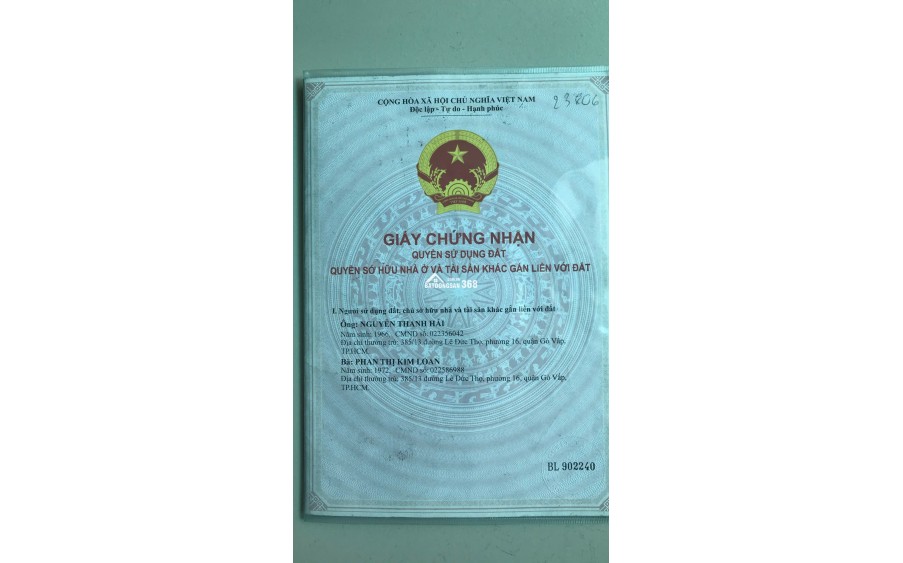 CỘNG HÒA XÃ HỘI CHỦ NGHĨA VIỆT NAM
Độc lập - Tự do - Hạnh phúc
GIẤY CHỨNG NHẬN
QUYỀN SỬ DỤNG ĐẤT
QUYỀN SỞ HỮU NHÀ Ở VÀ TÀI SẢN KHÁC GẮN LIỀN VỚI ĐẤT
BATDONGSAN 368
I. Người sử dụng đất, chủ sở hữu nhà và tài sản khác gắn liền với đất
Ông: NGUYỄN THANH HẢI
Năm sinh: 1966, CMND số: 022356042
Địa chỉ thường trú: 385/13 đường Lê Đức Thọ, phường 16, quận Gò Vấp,
TP.HCM.
Bà: PHAN THỊ KIM LOAN
Năm sinh: 1972, CMND số: 022586988
Địa chỉ thường trú: 385/13 đường Lê Đức Thọ, phường 16, quận Gò Vấp,
TP.HCM.
BL 902240